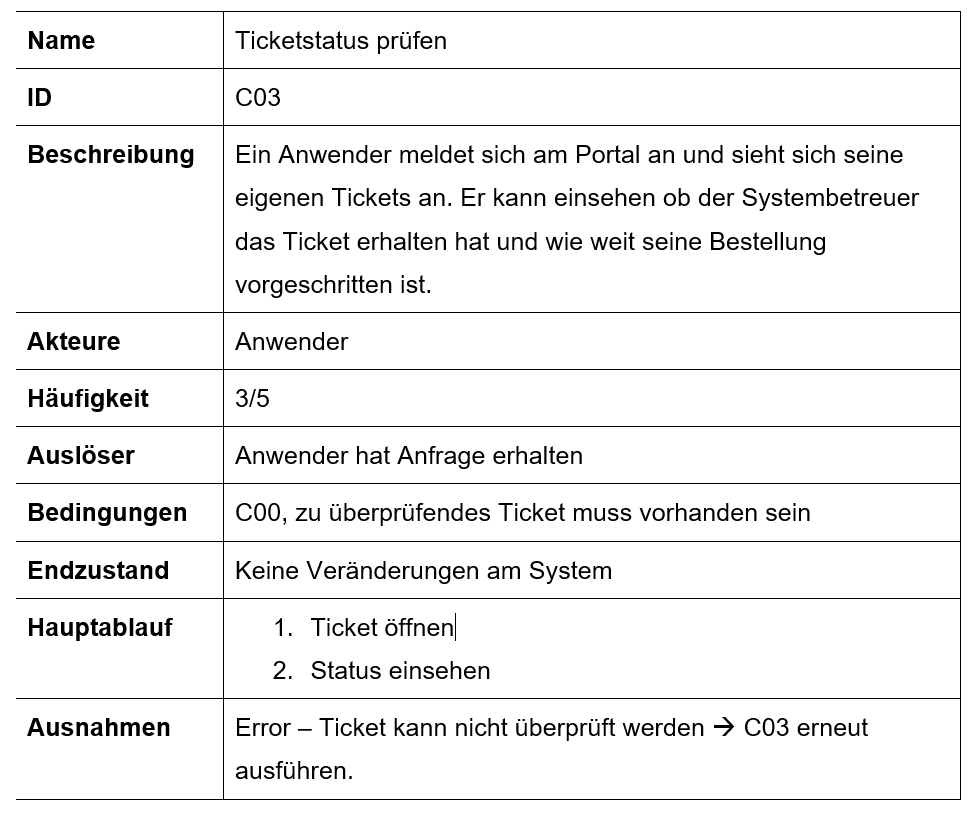 Name Ticketstatus prüfen
ID C03
Beschreibung Ein Anwender meldet sich am Portal an und sieht sich seine
eigenen Tickets an. Er kann einsehen ob der Systembetreuer
das Ticket erhalten hat und wie weit seine Bestellung
vorgeschritten ist.
Akteure Anwender
Häufigkeit 3/5
Auslöser Anwender hat Anfrage erhalten
Bedingungen C00, zu überprüfendes Ticket muss vorhanden sein
Endzustand Keine Veränderungen am System
Hauptablauf 1. Ticket öffnen
2. Status einsehen
Ausnahmen Error – Ticket kann nicht überprüft werden → C03 erneut
ausführen.